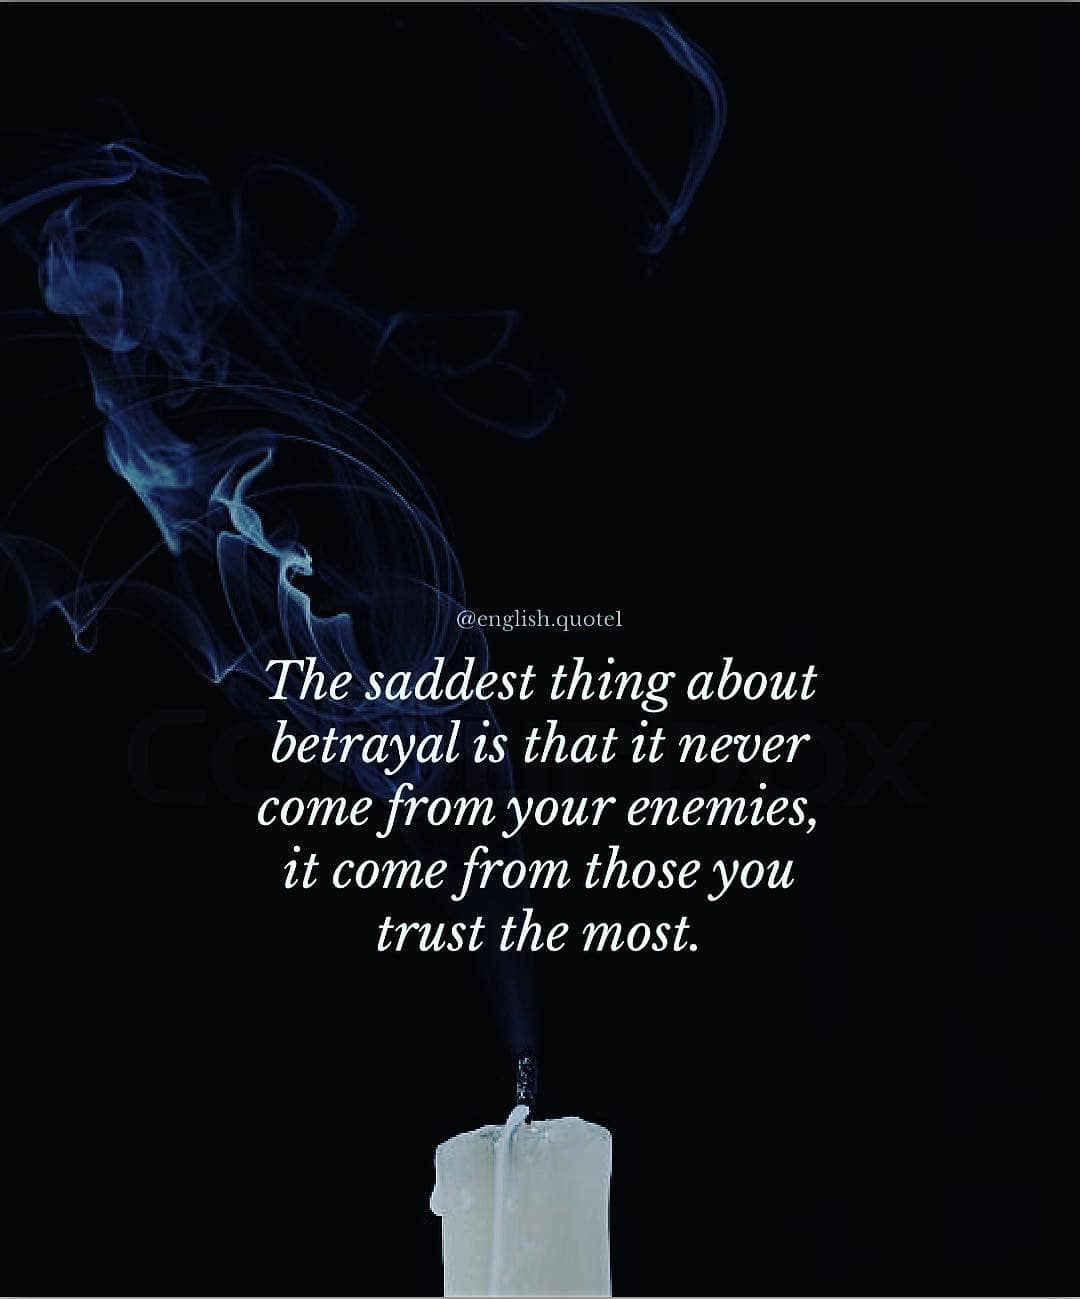 @english.quote1
The saddest thing about
betrayal is that it never
come from your enemies,
it come from those you
trust the most.